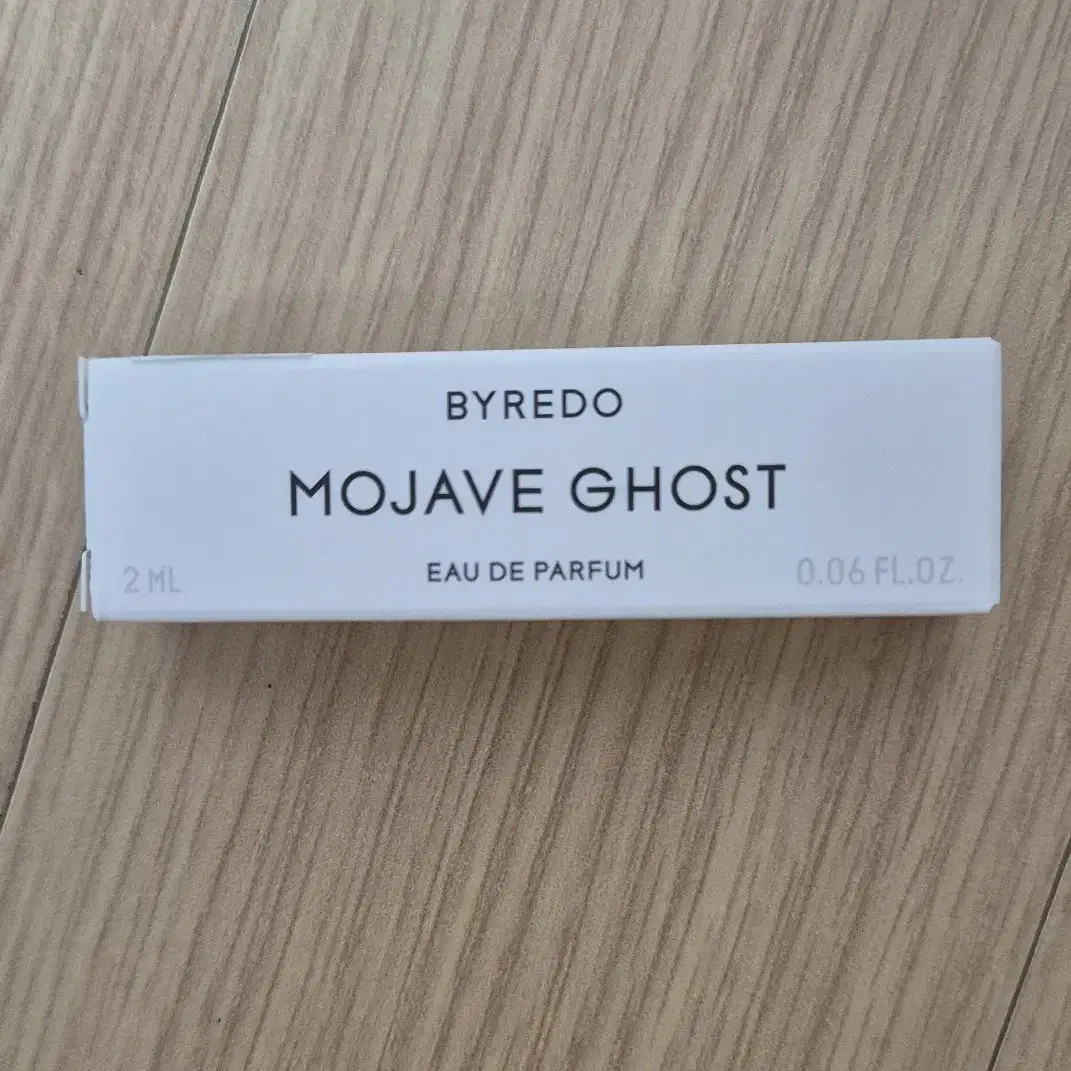 BYREDO
MOJAVE GHOST
EAU DE PARFUM
2 ML
0.06 FL.OZ.